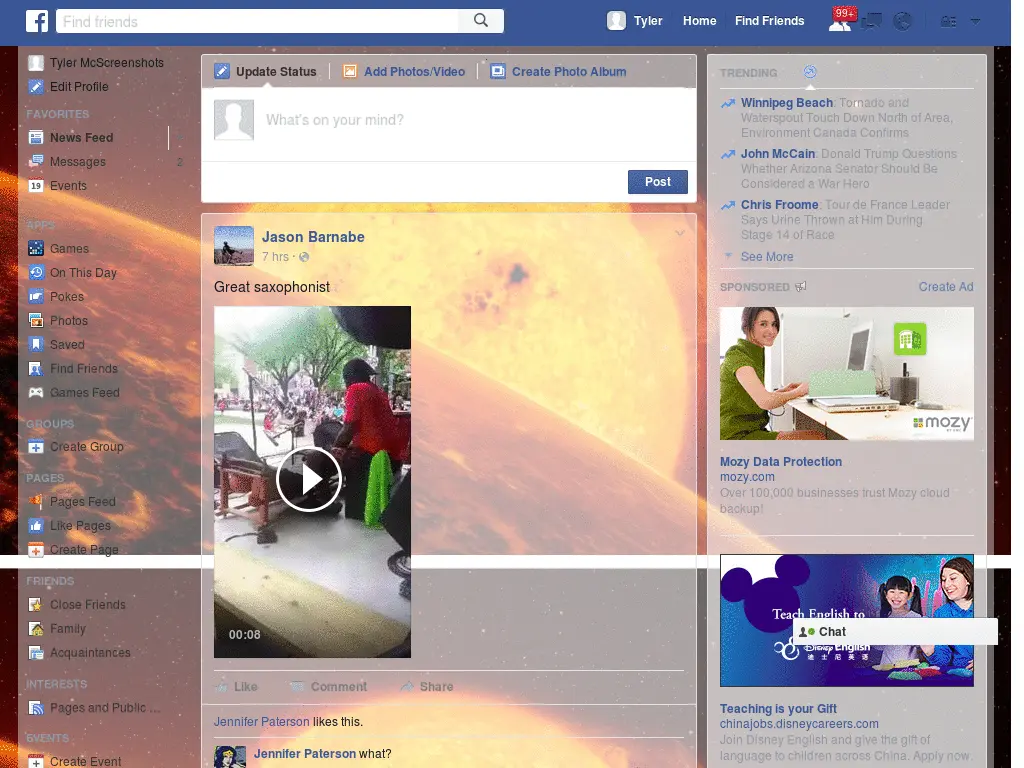 Find friends
Tyler
Home
Find Friends
99+
Tyler McScreenshots
Edit Profile
FAVORITES
News Feed
Messages 2
19 Events
APPS
Games
On This Day
Pokes
Photos
Saved
Find Friends
Games Feed
GROUPS
Create Group
PAGES
Pages Feed
Like Pages
Create Page
FRIENDS
Close Friends
Family
Acquaintances
INTERESTS
Pages and Public ...
EVENTS
Create Event
Update Status
Add Photos/Video
Create Photo Album
What's on your mind?
Post
Jason Barnabe
7 hrs ·
Great saxophonist
00:08
Like
Comment
Share
Jennifer Paterson likes this.
Jennifer Paterson what?
TRENDING
Winnipeg Beach: Tornado and
Waterspout Touch Down North of Area,
Environment Canada Confirms
John McCain: Donald Trump Questions
Whether Arizona Senator Should Be
Considered a War Hero
Chris Froome: Tour de France Leader
Says Urine Thrown at Him During
Stage 14 of Race
See More
SPONSORED
Create Ad
mozy
Mozy Data Protection
mozy.com
Over 100,000 businesses trust Mozy cloud
backup!
Teach English to
Chat
Disney English
迪士尼英语
Teaching is your Gift
chinajobs.disneycareers.com
Join Disney English and give the gift of
language to children across China. Apply now